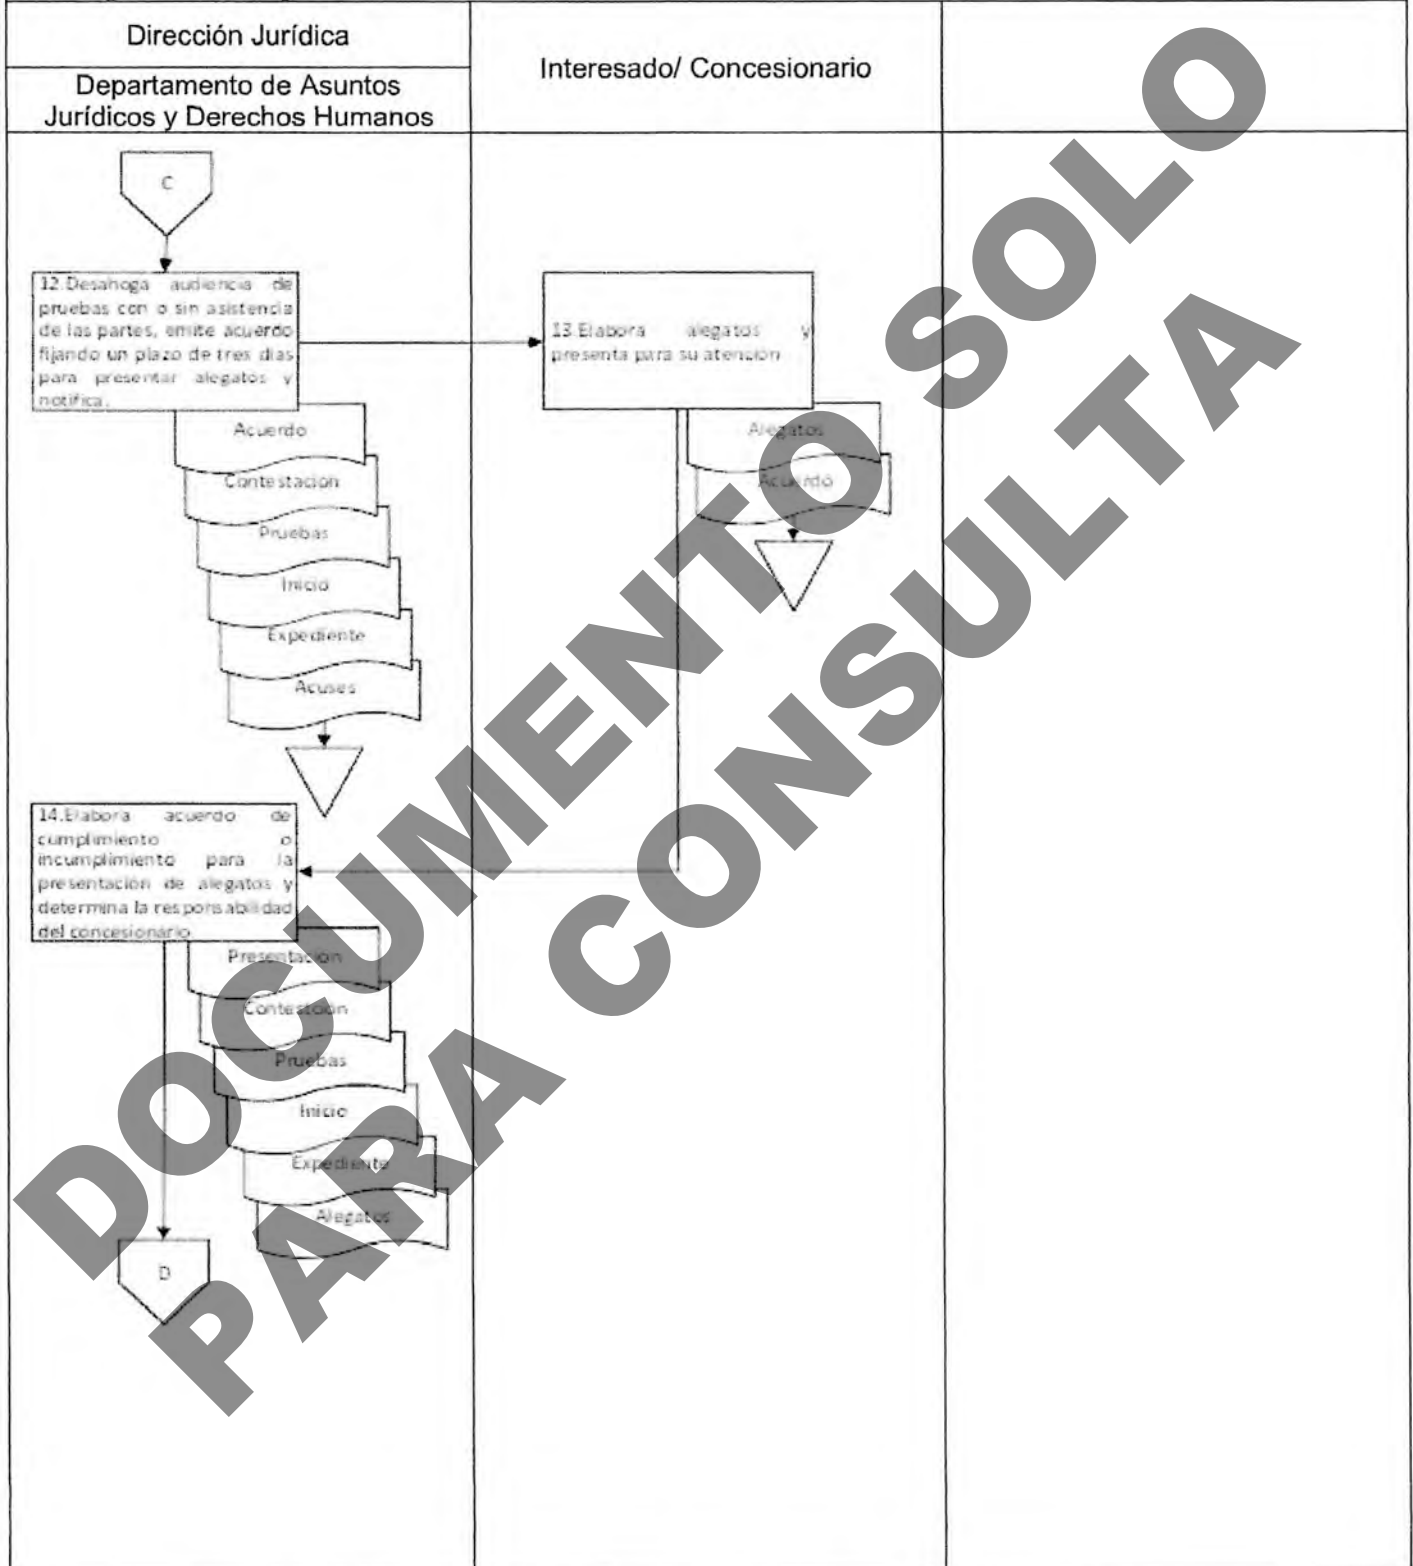 Dirección Jurídica
Departamento de Asuntos
Jurídicos y Derechos Humanos
Interesado/ Concesionario
C
12.Desahoga audiencia de
pruebas con o sin asistencia
de las partes, emite acuerdo
fijando un plazo de tres días
para presentar alegatos y
notifica.
Acuerdo
Contestacion
Pruebas
Inicio
Expediente
Acuses
13.Elabora alegatos y
presenta para su atención
Alegatos
Acuerdo
14.Elabora acuerdo de
cumplimiento o
incumplimiento para la
presentación de alegatos y
determina la responsabilidad
del concesionario
Presentacion
Contestcion
Pruebas
Inicio
Expediente
Alegatos
D
DOCUMENTO SOLO
PARA CONSULTA